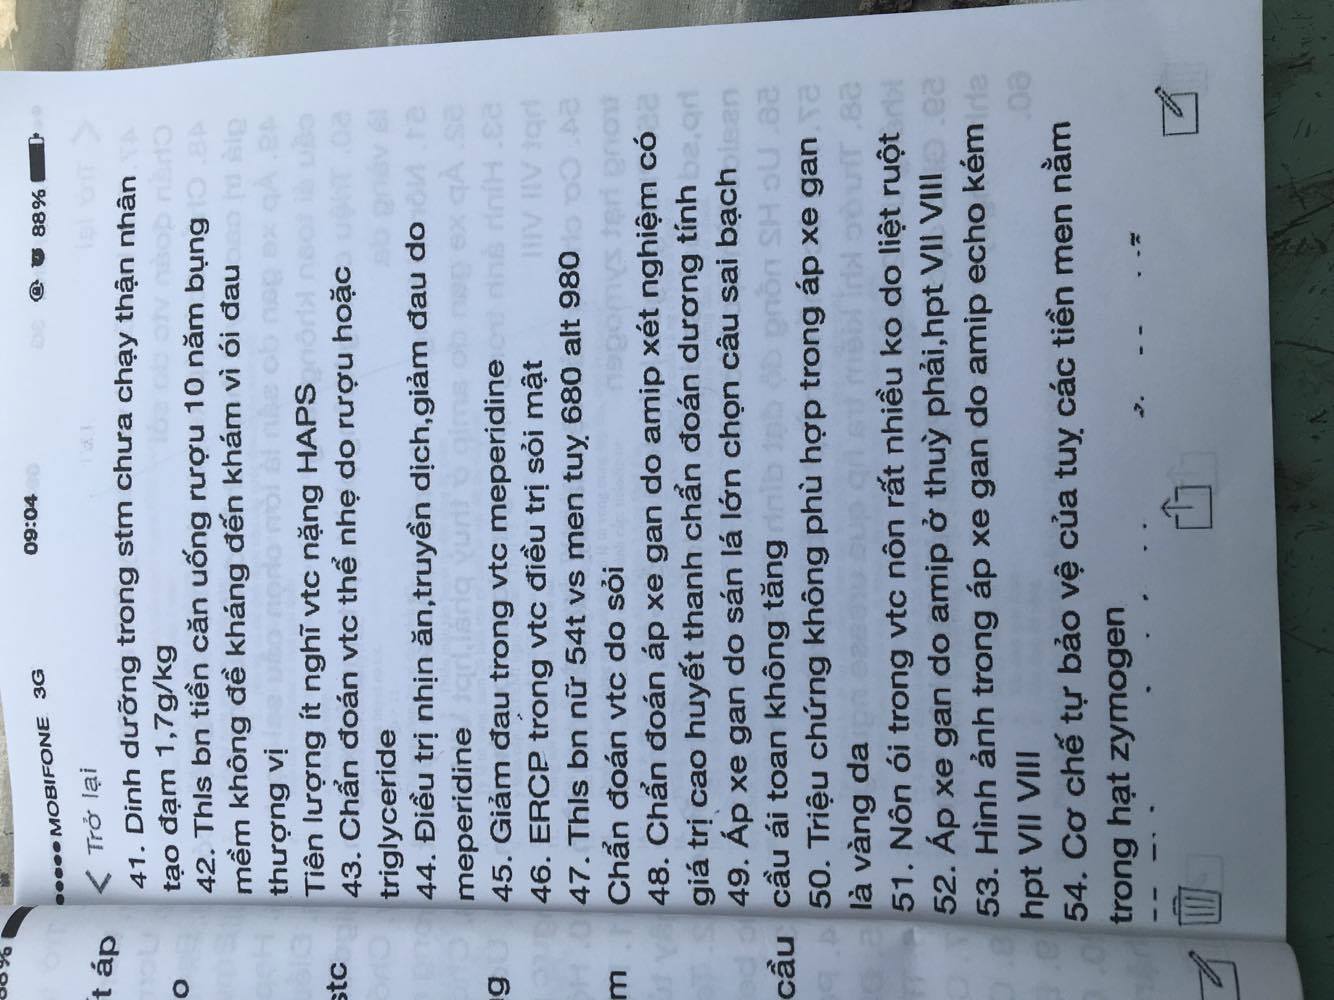 88%
●●●●● MOBIFONE 3G 09:04 88%
Trở lại
41. Dinh dưỡng trong stm chưa chạy thận nhân
tạo đạm 1,7g/kg
42. Thls bn tiền căn uống rượu 10 năm bụng
mềm không đề kháng đến khám vì ói đau
thượng vị
Tiên lượng ít nghĩ vtc nặng HAPS
43. Chẩn đoán vtc thể nhẹ do rượu hoặc
triglyceride
44. Điều trị nhịn ăn,truyền dịch,giảm đau do
meperidine
45. Giảm đau trong vtc meperidine
46. ERCP trong vtc điều trị sỏi mật
47. Thls bn nữ 54t vs men tuỵ 680 alt 980
Chẩn đoán vtc do sỏi
48. Chẩn đoán áp xe gan do amip xét nghiệm có
giá trị cao huyết thanh chẩn đoán dương tính
49. Áp xe gan do sán lá lớn chọn câu sai bạch
cầu ái toan không tăng
50. Triệu chứng không phù hợp trong áp xe gan
là vàng da
51. Nôn ói trong vtc nôn rất nhiều ko do liệt ruột
52. Áp xe gan do amip ở thuỳ phải,hpt VII VIII
53. Hình ảnh trong áp xe gan do amip echo kém
hpt VII VIII
54. Cơ chế tự bảo vệ của tuỵ các tiền men nằm
trong hạt zymogen
áp
stc
cầu